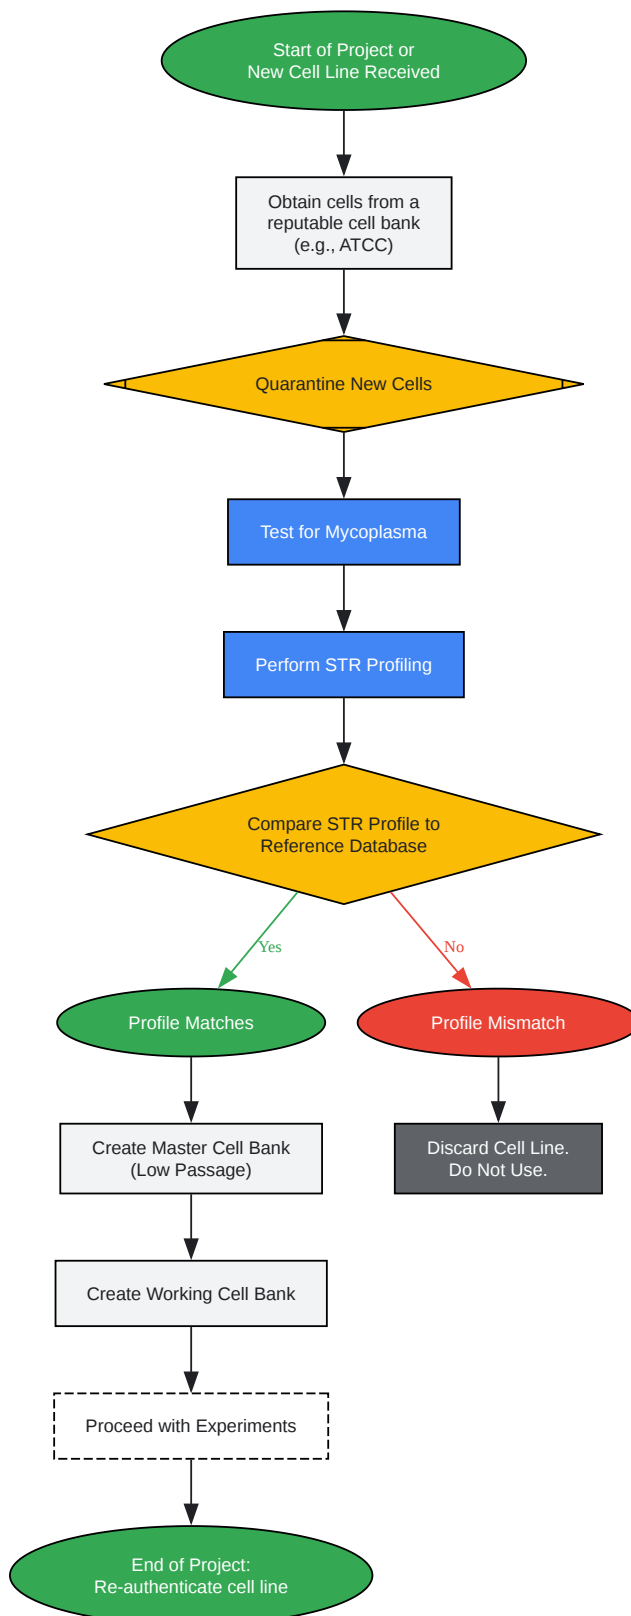 Start of Project or
New Cell Line Received
Obtain cells from a
reputable cell bank
(e.g., ATCC)
Quarantine New Cells
Test for Mycoplasma
Perform STR Profiling
Compare STR Profile to
Reference Database
Yes
No
Profile Matches
Profile Mismatch
Create Master Cell Bank
(Low Passage)
Discard Cell Line.
Do Not Use.
Create Working Cell Bank
Proceed with Experiments
End of Project:
Re-authenticate cell line